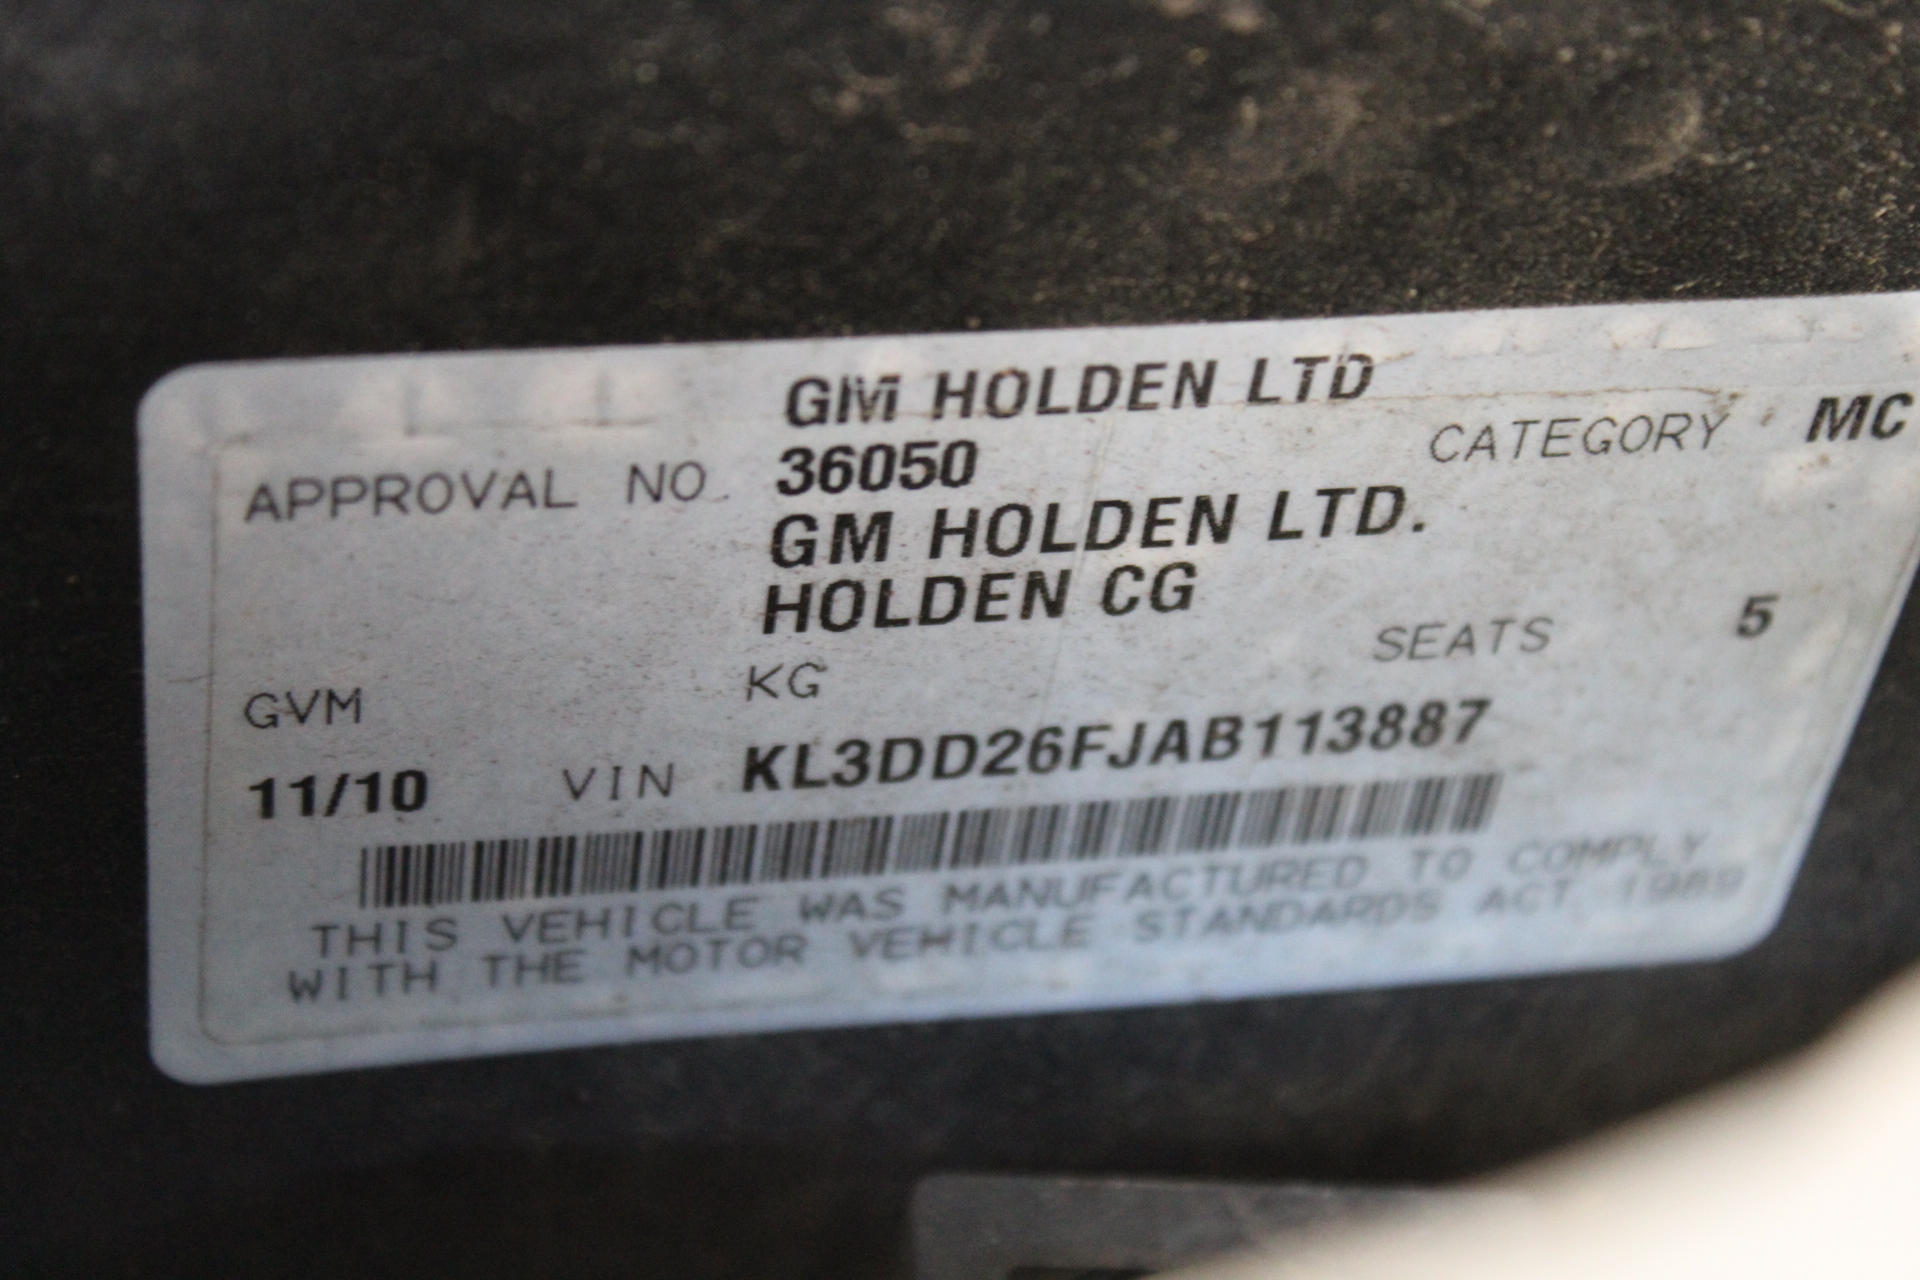 GM HOLDEN LTD
APPROVAL NO. 36050 CATEGORY MC
GM HOLDEN LTD.
HOLDEN CG
GVM KG SEATS 5
11/10 VIN KL3DD26FJAB113887
THIS VEHICLE WAS MANUFACTURED TO COMPLY
WITH THE MOTOR VEHICLE STANDARDS ACT 1989